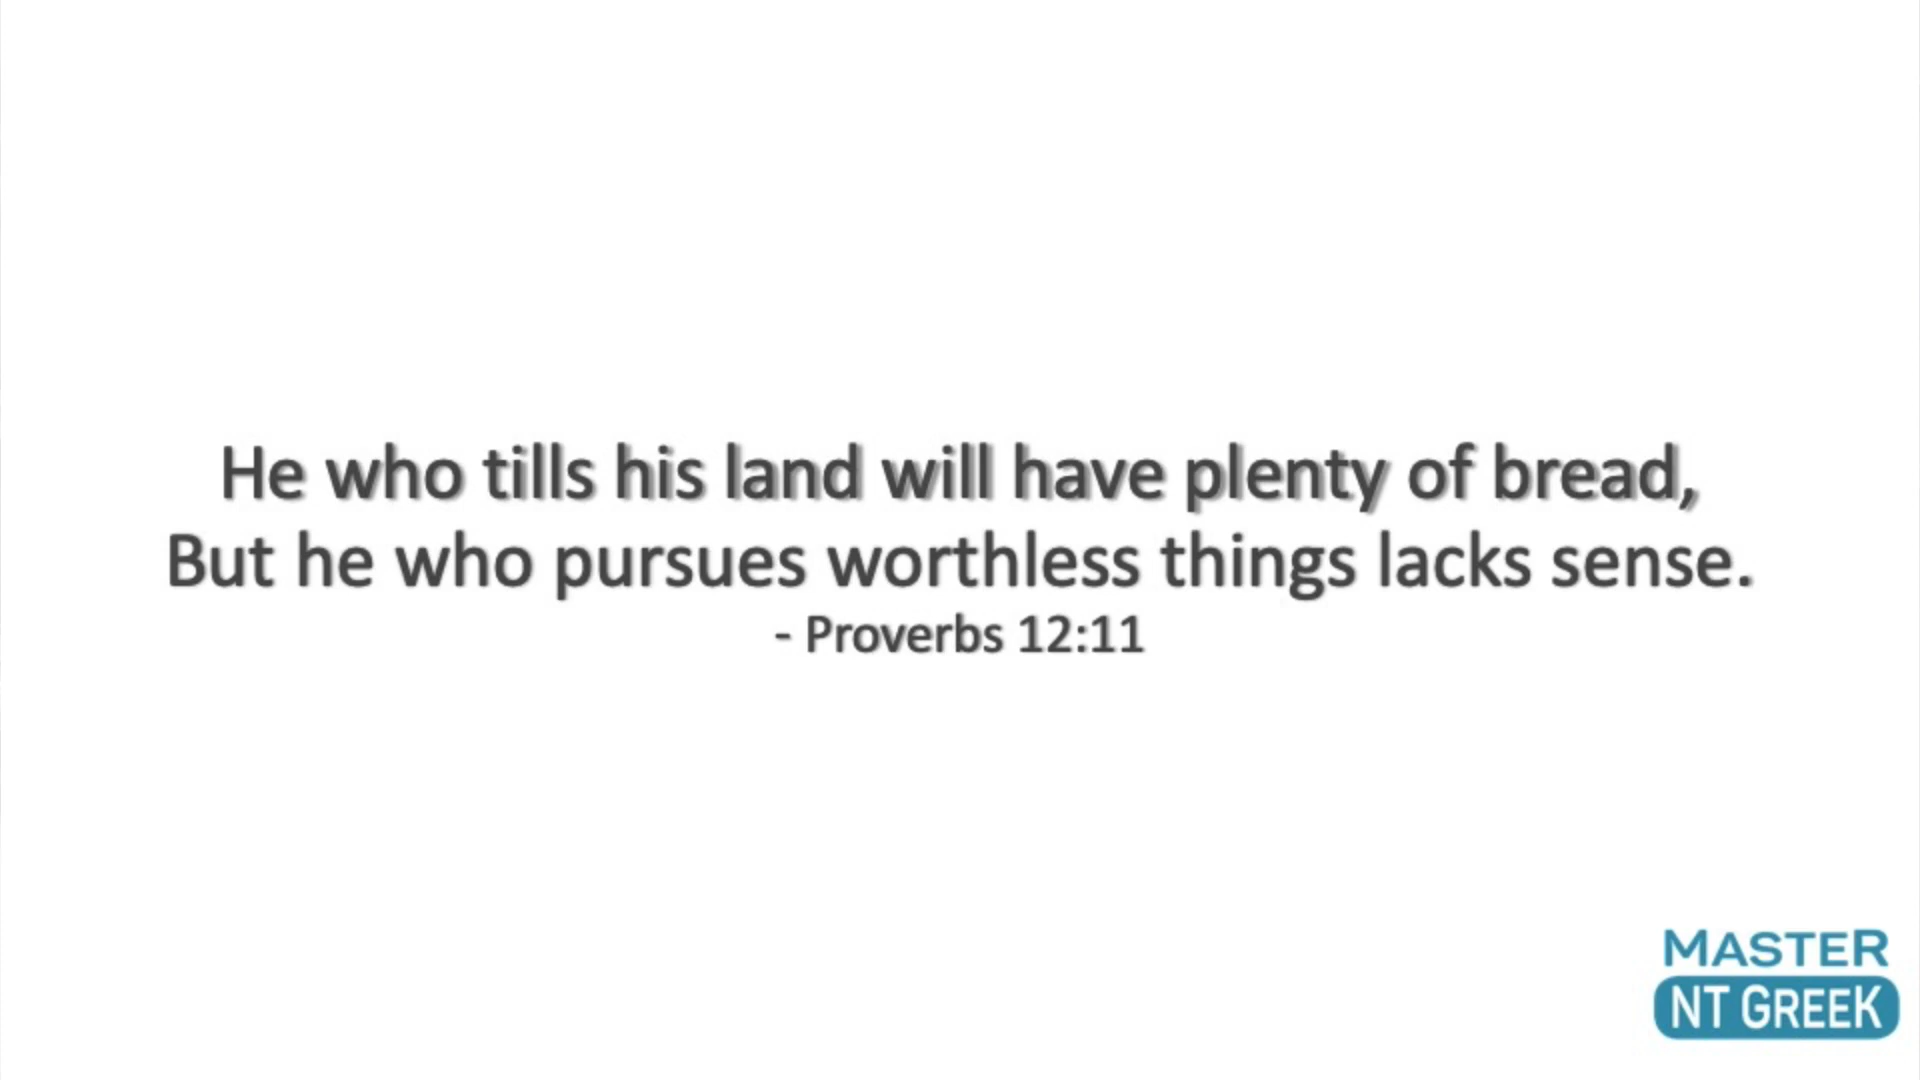 He who tills his land will have plenty of bread,
But he who pursues worthless things lacks sense.
- Proverbs 12:11
MASTER
NT GREEK